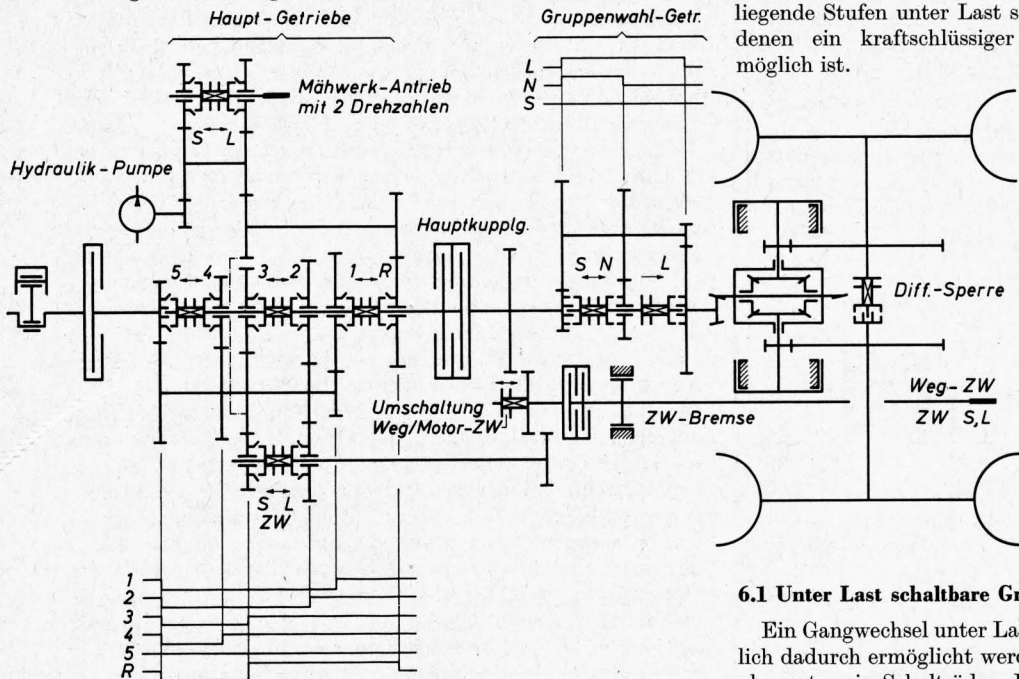 Haupt-Getriebe
Gruppenwahl-Getr.
liegende Stufen unter Last s
denen ein kraftschlüssiger
möglich ist.
L
N
S
Mähwerk-Antrieb
mit 2 Drehzahlen
S L
Hydraulik-Pumpe
Hauptkupplg.
5 4
3 2
1 R
S N
L
Diff.-Sperre
Umschaltung
Weg/Motor-ZW
ZW-Bremse
Weg-ZW
ZW S,L
S L
ZW
1
2
3
4
5
R
6.1 Unter Last schaltbare Gr
Ein Gangwechsel unter La
lich dadurch ermöglicht werd